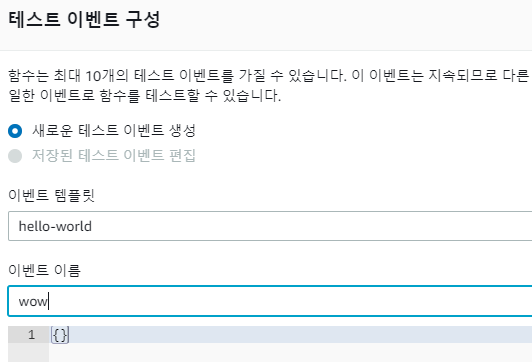 테스트 이벤트 구성
함수는 최대 10개의 테스트 이벤트를 가질 수 있습니다. 이 이벤트는 지속되므로 다른
일한 이벤트로 함수를 테스트할 수 있습니다.
새로운 테스트 이벤트 생성
저장된 테스트 이벤트 편집
이벤트 템플릿
hello-world
이벤트 이름
wow
1 {}